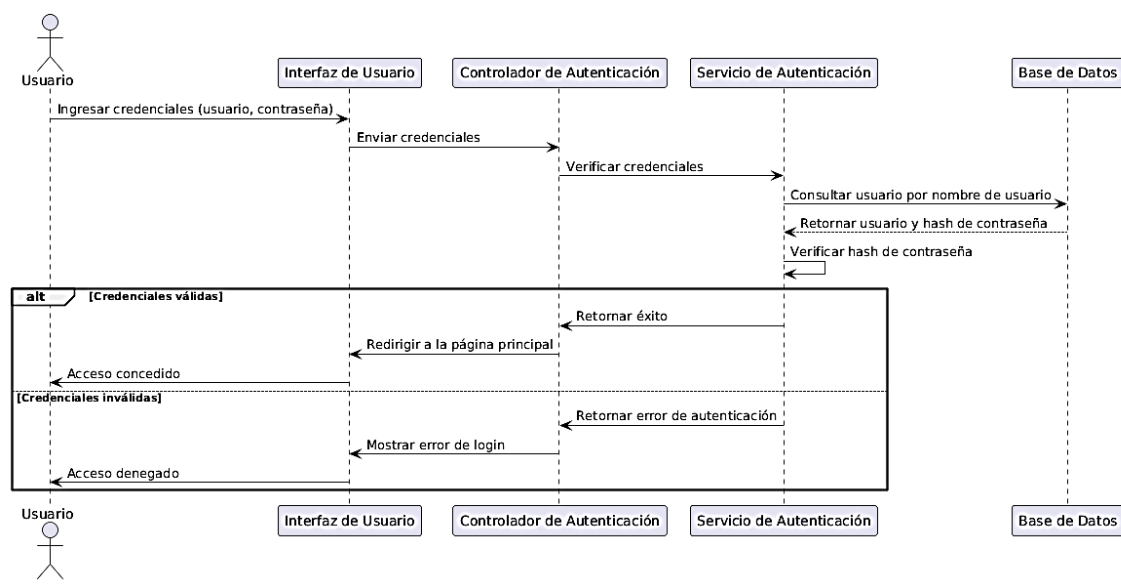 Usuario
Interfaz de Usuario
Controlador de Autenticación
Servicio de Autenticación
Base de Datos
Ingresar credenciales (usuario, contraseña)
Enviar credenciales
Verificar credenciales
Consultar usuario por nombre de usuario
Retornar usuario y hash de contraseña
Verificar hash de contraseña
alt
[Credenciales válidas]
Retornar éxito
Redirigir a la página principal
Acceso concedido
[Credenciales inválidas]
Retornar error de autenticación
Mostrar error de login
Acceso denegado
Usuario
Interfaz de Usuario
Controlador de Autenticación
Servicio de Autenticación
Base de Datos